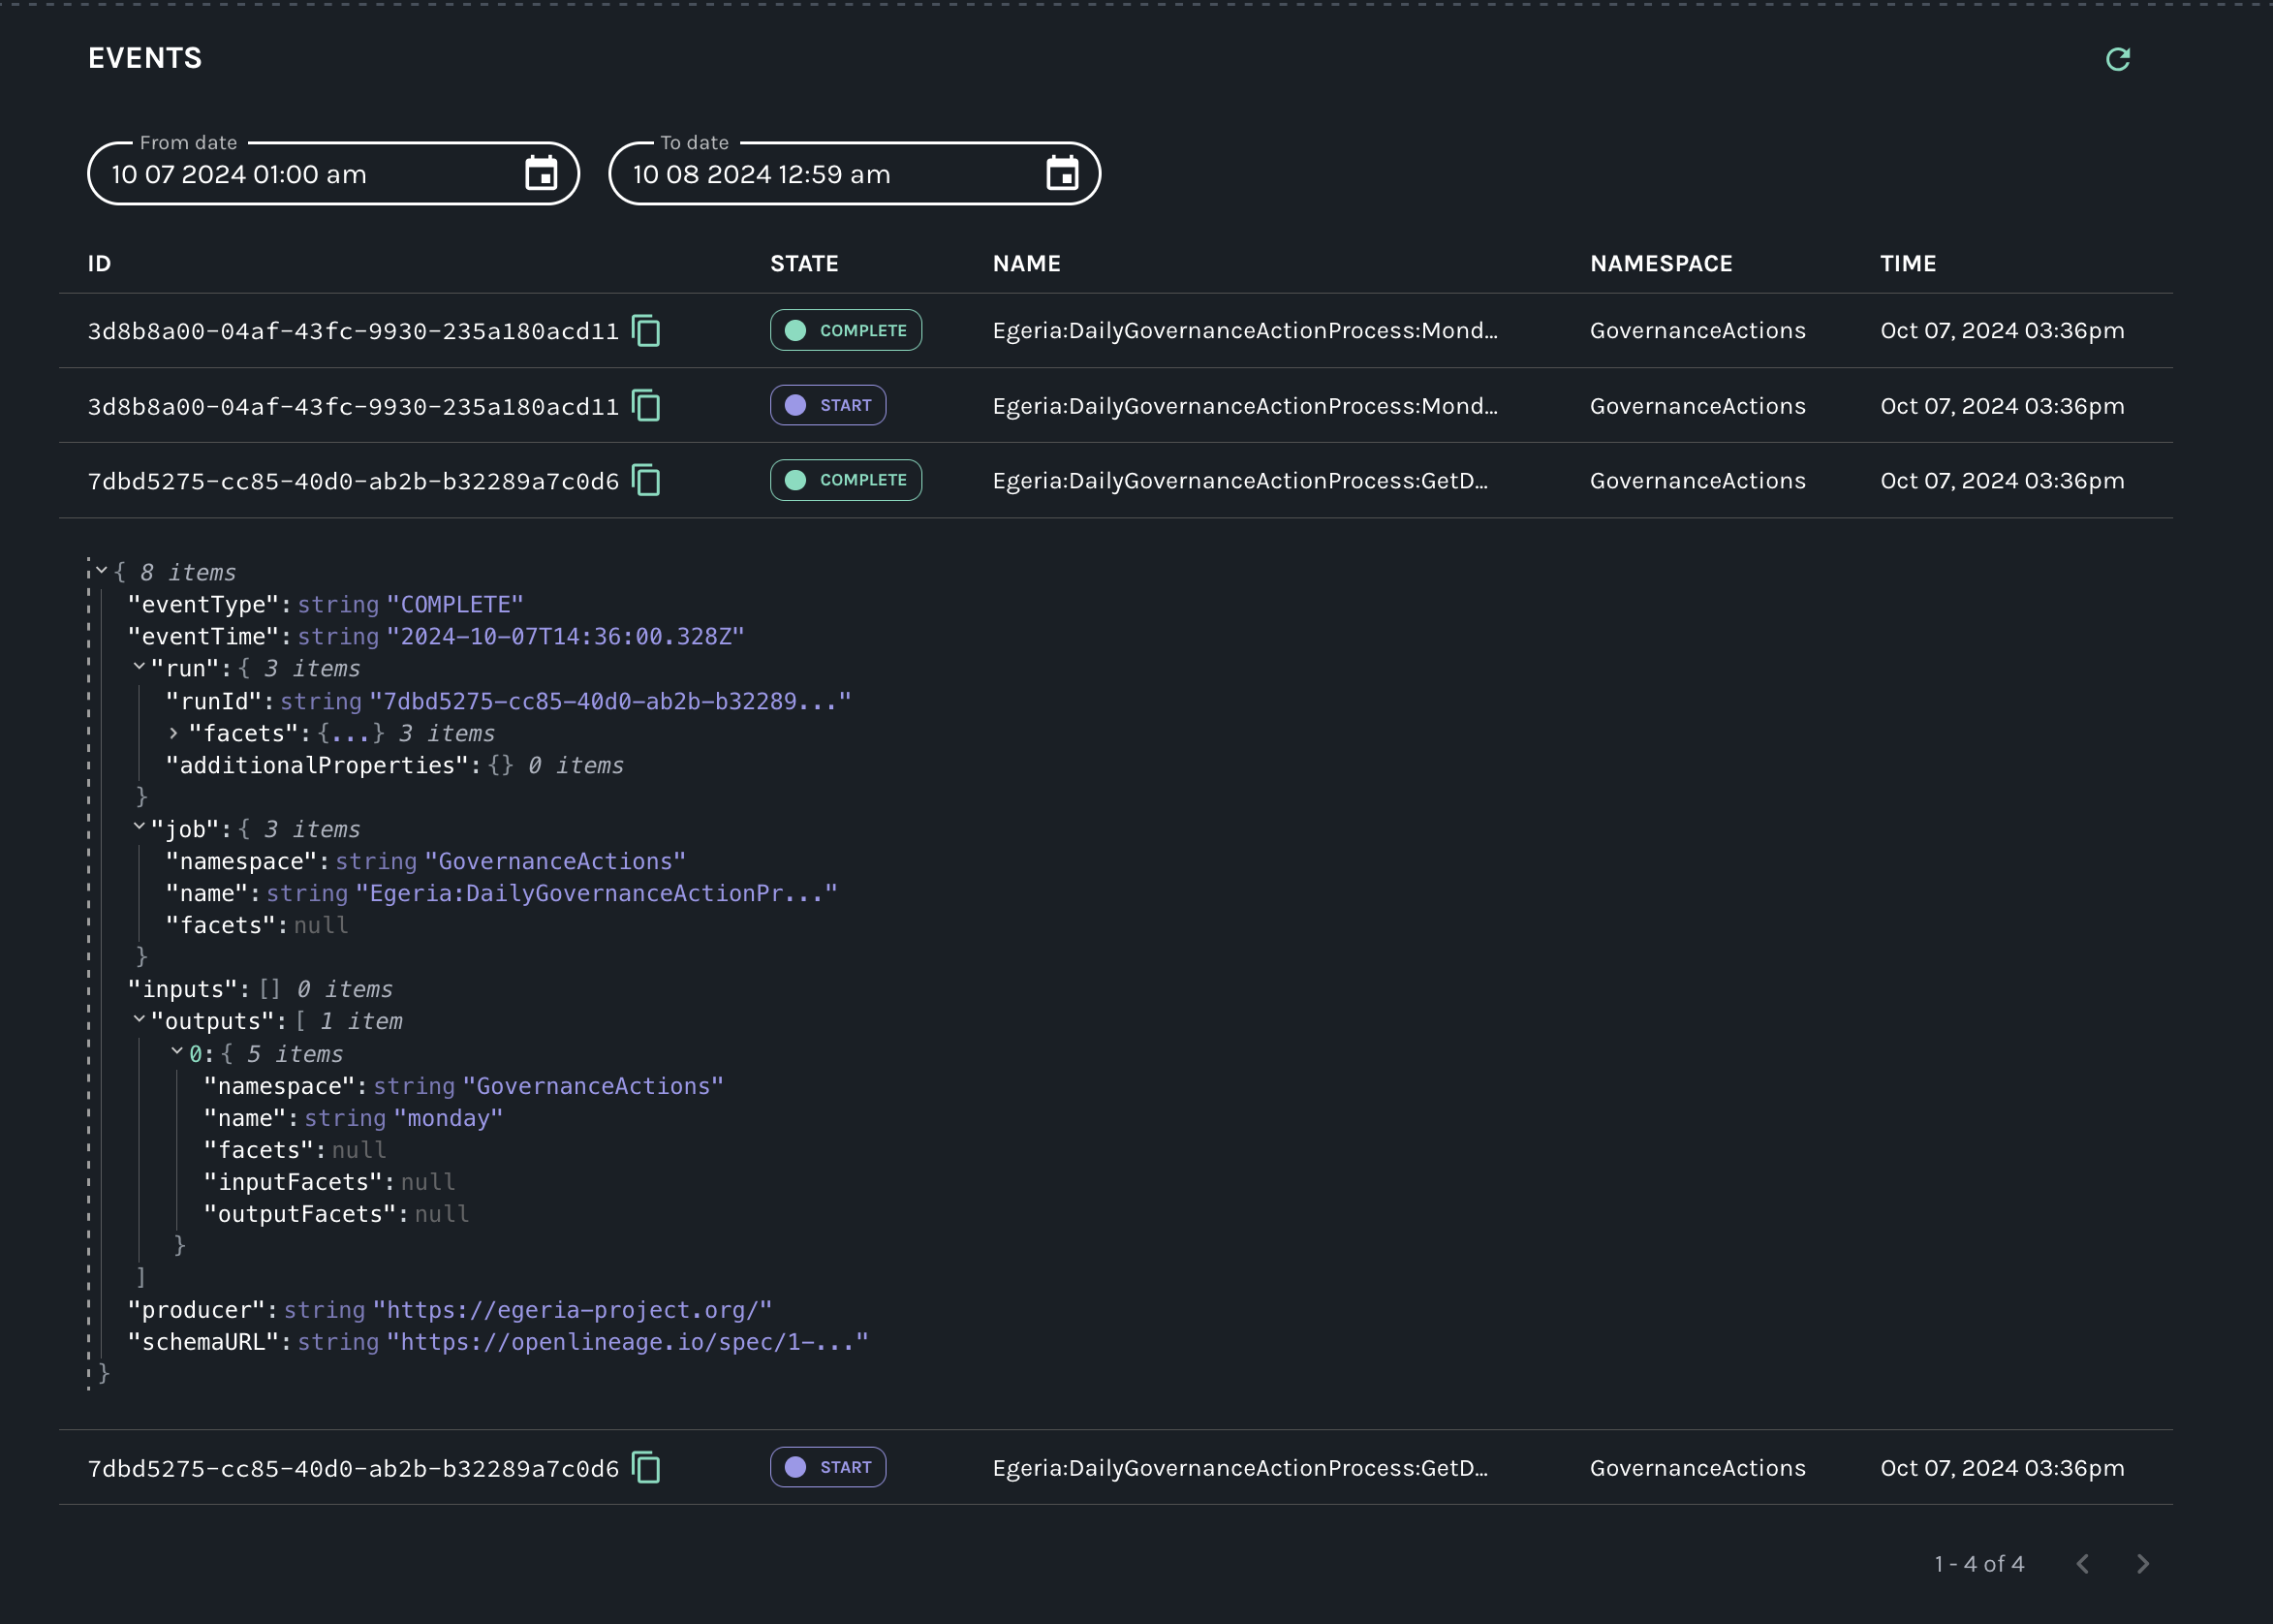 EVENTS
From date
10 07 2024 01:00 am
To date
10 08 2024 12:59 am
ID STATE NAME NAMESPACE TIME
3d8b8a00-04af-43fc-9930-235a180acd11 COMPLETE Egeria:DailyGovernanceActionProcess:Mond... GovernanceActions Oct 07, 2024 03:36pm
3d8b8a00-04af-43fc-9930-235a180acd11 START Egeria:DailyGovernanceActionProcess:Mond... GovernanceActions Oct 07, 2024 03:36pm
7dbd5275-cc85-40d0-ab2b-b32289a7c0d6 COMPLETE Egeria:DailyGovernanceActionProcess:GetD... GovernanceActions Oct 07, 2024 03:36pm
{ 8 items
"eventType": string "COMPLETE"
"eventTime": string "2024-10-07T14:36:00.328Z"
"run": { 3 items
"runId": string "7dbd5275-cc85-40d0-ab2b-b32289..."
"facets": {...} 3 items
"additionalProperties": {} 0 items
}
"job": { 3 items
"namespace": string "GovernanceActions"
"name": string "Egeria:DailyGovernanceActionPr..."
"facets": null
}
"inputs": [] 0 items
"outputs": [ 1 item
0: { 5 items
"namespace": string "GovernanceActions"
"name": string "monday"
"facets": null
"inputFacets": null
"outputFacets": null
}
]
"producer": string "https://egeria-project.org/"
"schemaURL": string "https://openlineage.io/spec/1-..."
}
7dbd5275-cc85-40d0-ab2b-b32289a7c0d6 START Egeria:DailyGovernanceActionProcess:GetD... GovernanceActions Oct 07, 2024 03:36pm
1 - 4 of 4